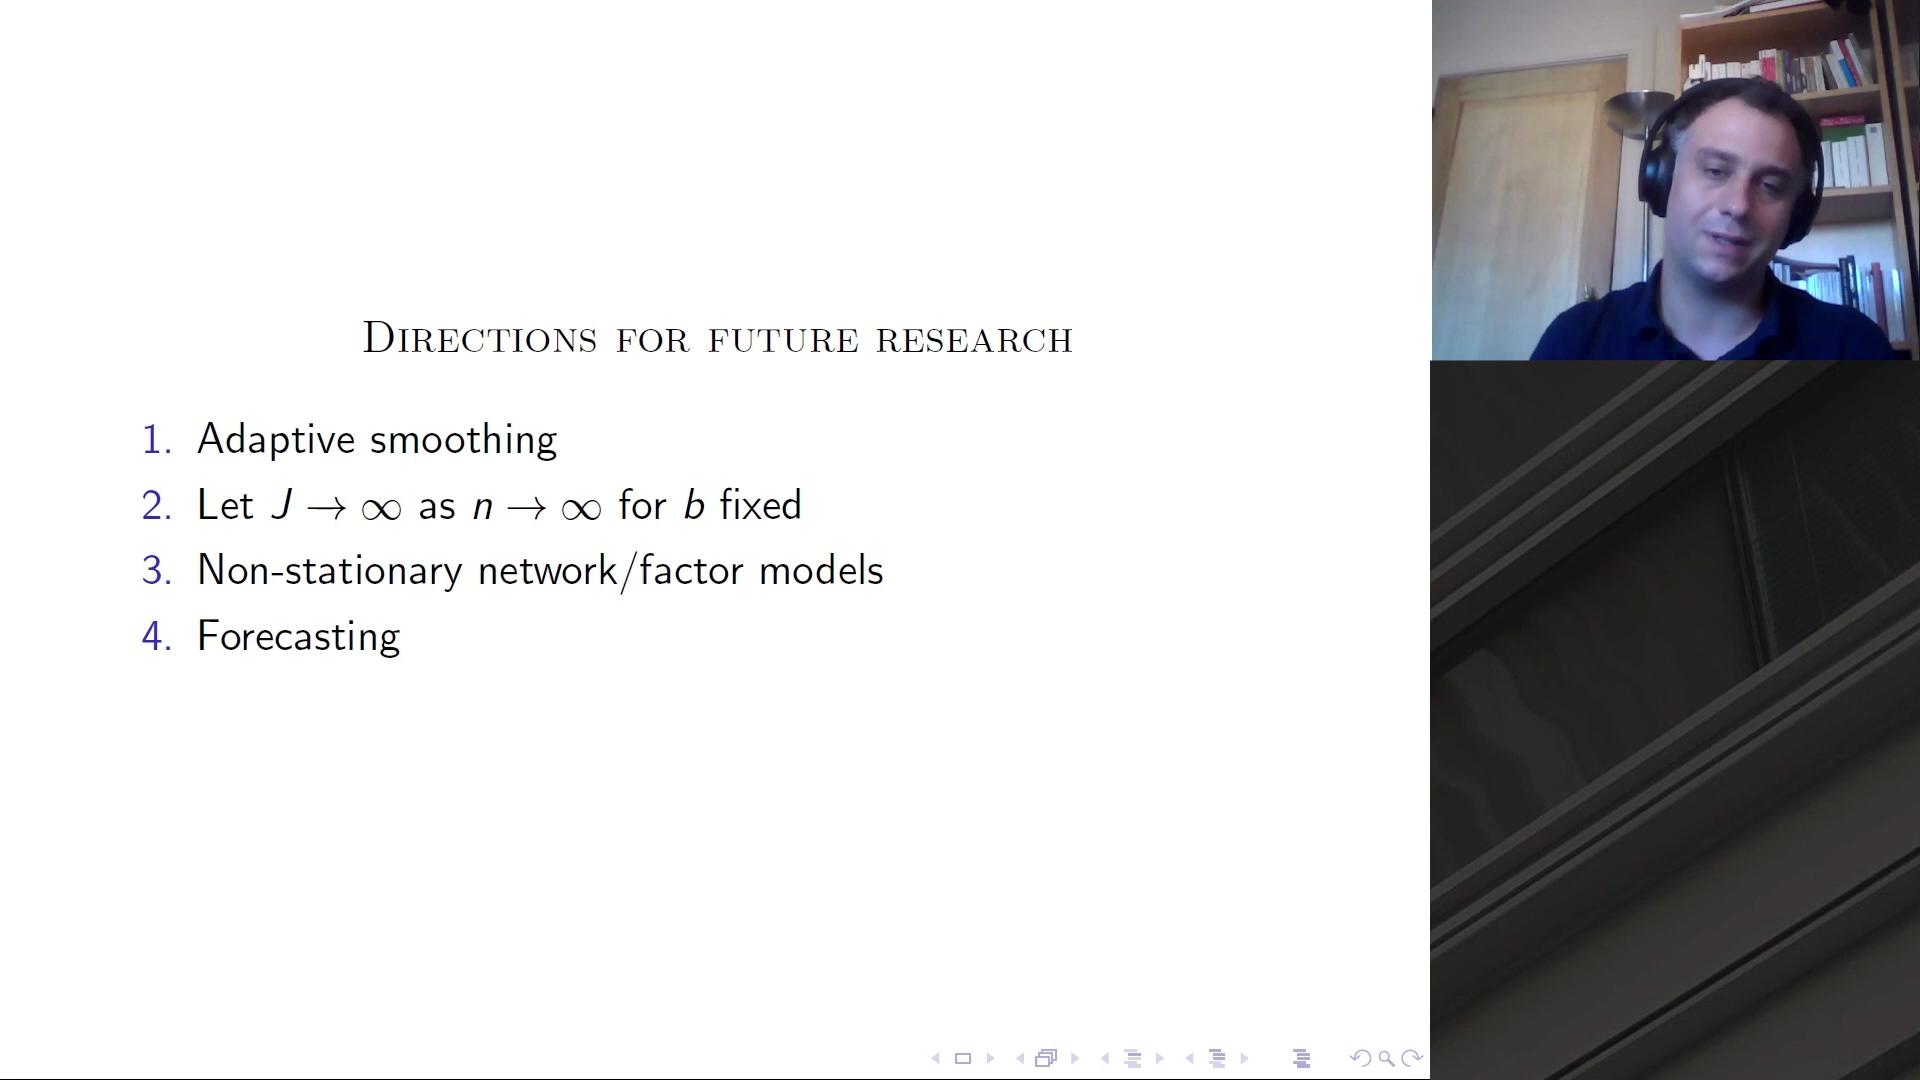 Directions for future research
1. Adaptive smoothing
2. Let J → ∞ as n → ∞ for b fixed
3. Non-stationary network/factor models
4. Forecasting